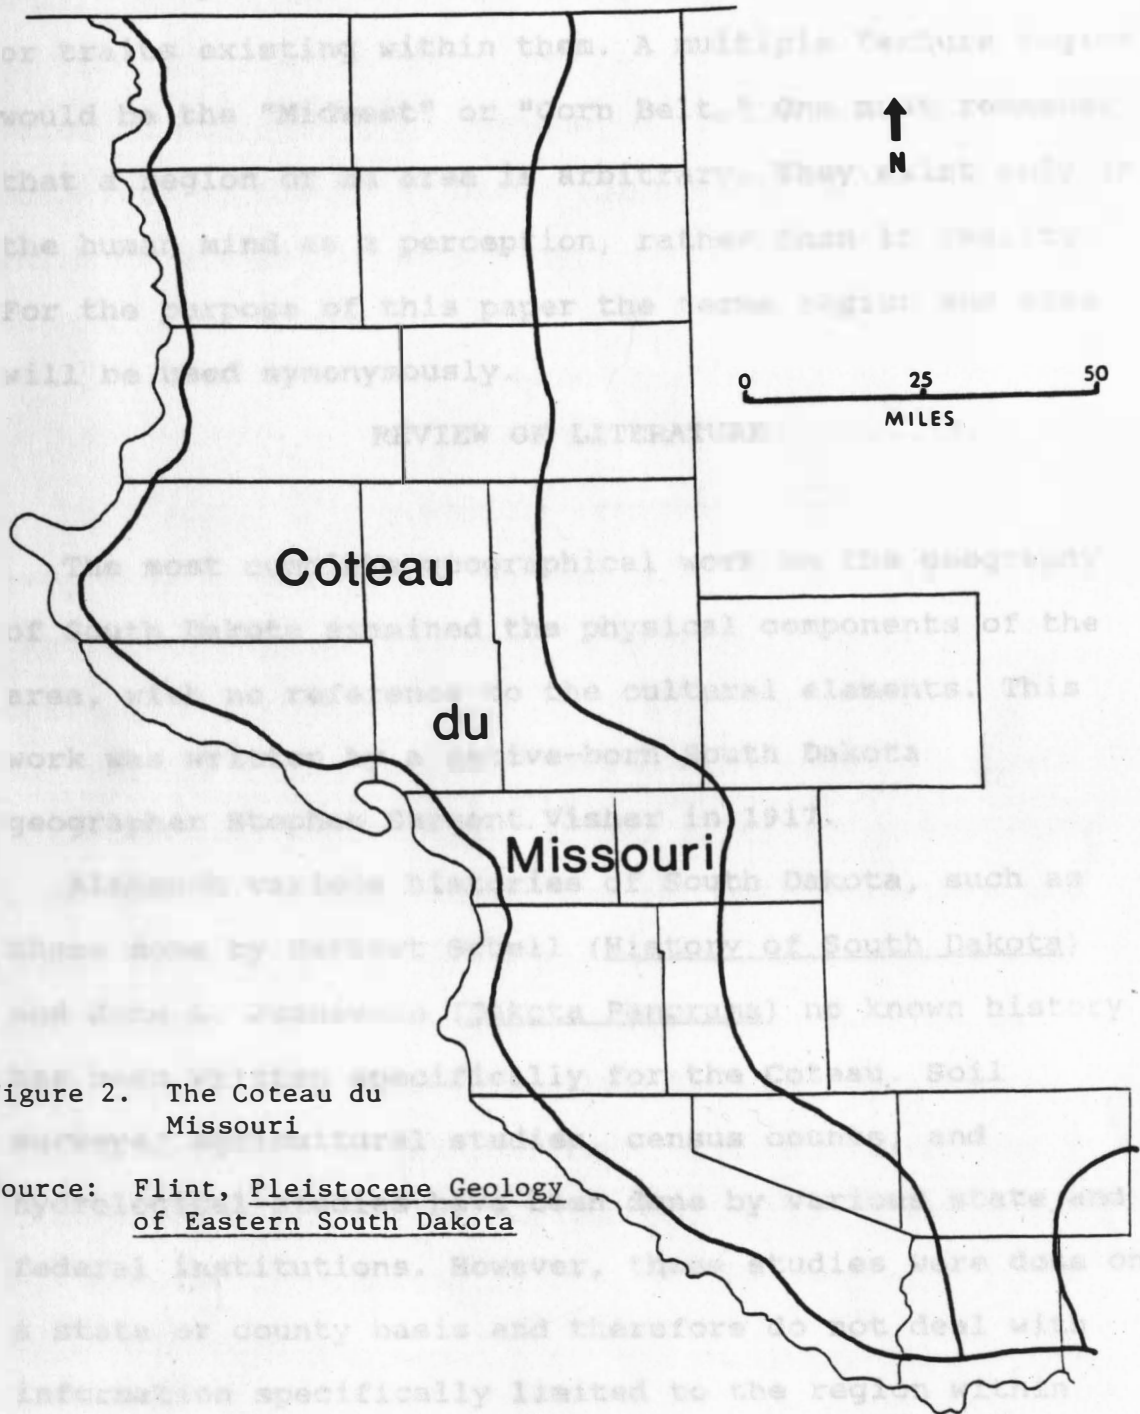 or traits existing within them. A multiple feature region
would be the "Midwest" or "Corn Belt." One must remember
that a region or an area is arbitrary. They exist only in
the human mind as a perception, rather than in reality.
For the purpose of this paper the terms region and area
will be used synonymously.
REVIEW OF LITERATURE
The most geographical work on the geography
of South Dakota examined the physical components of the
area, with no reference to the cultural elements. This
work was written by a native-born South Dakota
geographer Stephen Sargent Visher in 1917.
Although various histories of South Dakota, such as
those done by Herbert Schell (History of South Dakota)
and (Dakota Panorama) no known history
has been written specifically for the Coteau. Soil
surveys, agricultural studies, census counts, and
hydrological studies have been done by various state and
federal institutions. However, these studies were done on
a state or county basis and therefore do not deal with
information specifically limited to the region within
N
0 25 50
MILES
Coteau
du
Missouri
igure 2. The Coteau du
Missouri
ource: Flint, Pleistocene Geology
of Eastern South Dakota